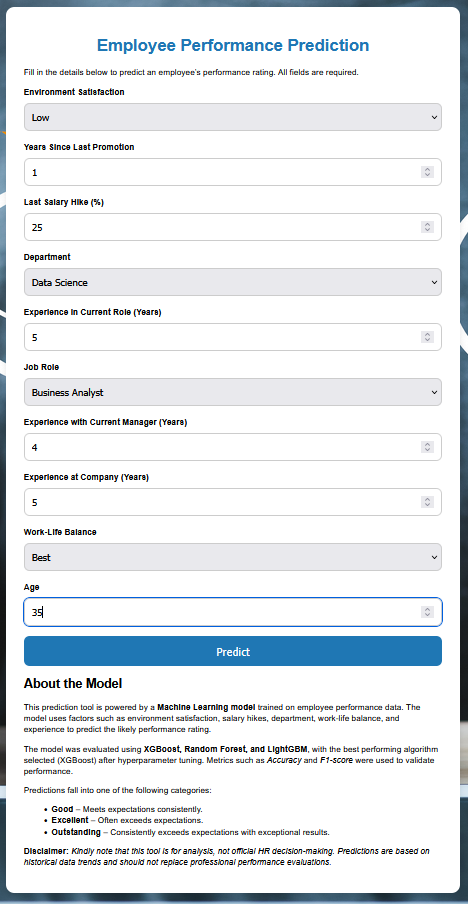 Employee Performance Prediction
Fill in the details below to predict an employee's performance rating. All fields are required.
Environment Satisfaction
Low
Years Since Last Promotion
1
Last Salary Hike (%)
25
Department
Data Science
Experience in Current Role (Years)
5
Job Role
Business Analyst
Experience with Current Manager (Years)
4
Experience at Company (Years)
5
Work-Life Balance
Best
Age
35
Predict
About the Model
This prediction tool is powered by a Machine Learning model trained on employee performance data. The
model uses factors such as environment satisfaction, salary hikes, department, work-life balance, and
experience to predict the likely performance rating.
The model was evaluated using XGBoost, Random Forest, and LightGBM, with the best performing algorithm
selected (XGBoost) after hyperparameter tuning. Metrics such as Accuracy and F1-score were used to validate
performance.
Predictions fall into one of the following categories:
• Good – Meets expectations consistently.
• Excellent – Often exceeds expectations.
• Outstanding – Consistently exceeds expectations with exceptional results.
Disclaimer: Kindly note that this tool is for analysis, not official HR decision-making. Predictions are based on
historical data trends and should not replace professional performance evaluations.